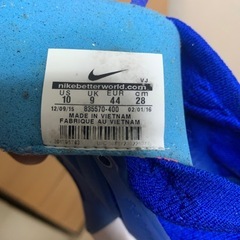 VJ
nikebetterworld.com
US UK EUR cm
10 9 44 28
12/09/15 835570-400 02/01/16
MADE IN VIETNAM
FABRIQUE AU VIETNAM